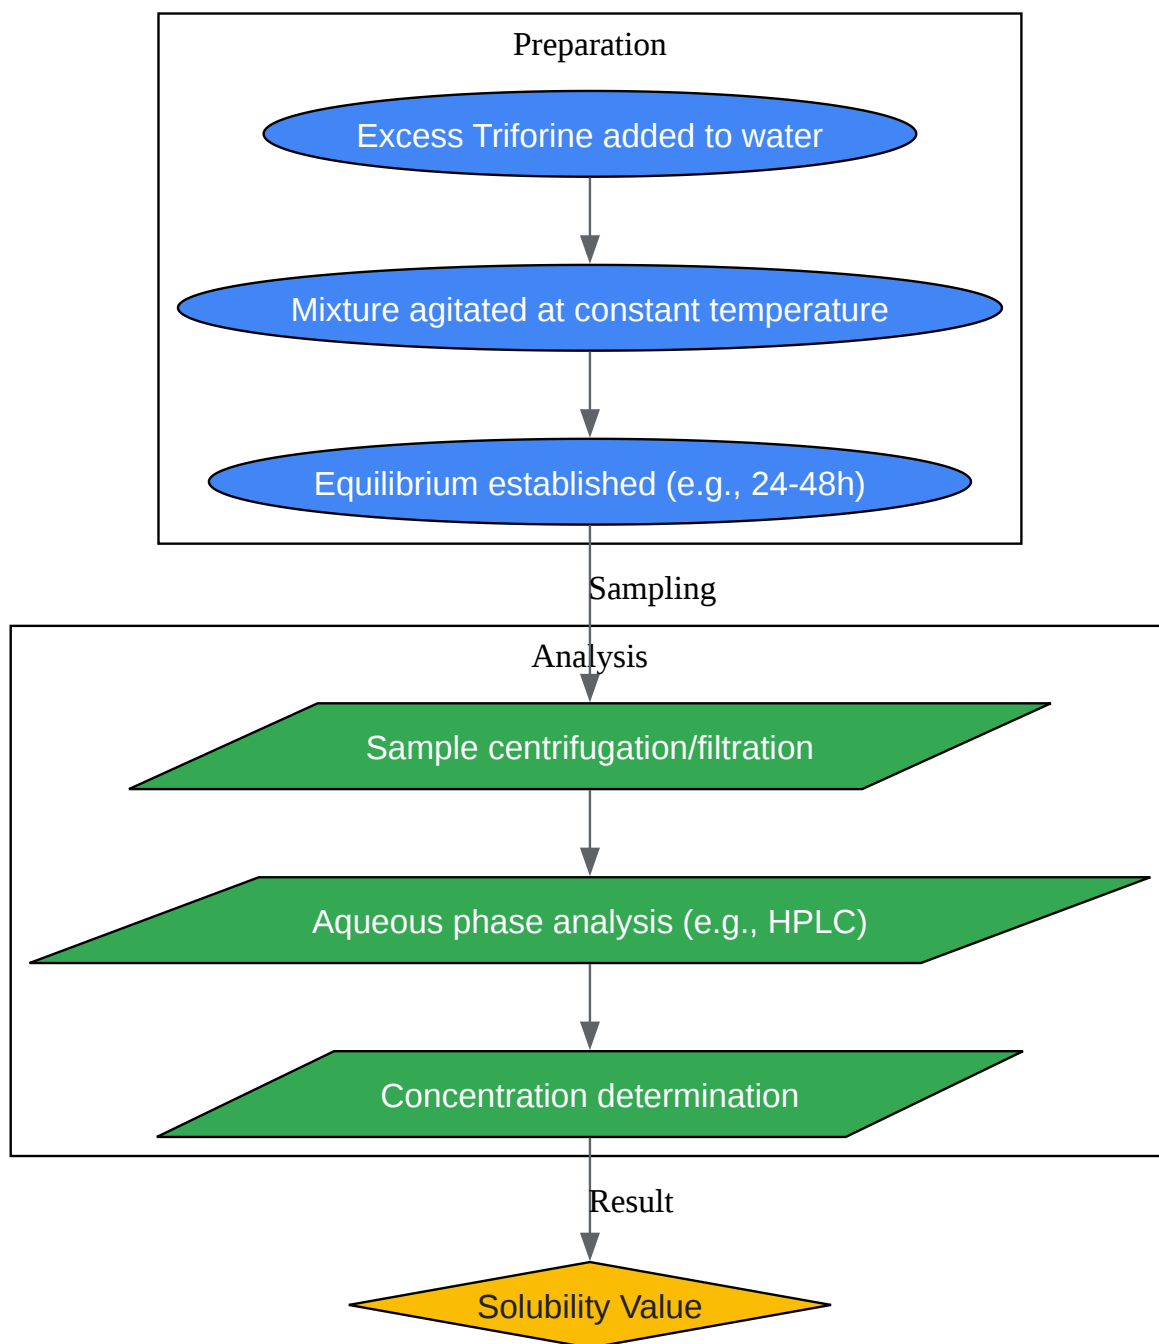 Preparation
Excess Triforine added to water
Mixture agitated at constant temperature
Equilibrium established (e.g., 24-48h)
Sampling
Analysis
Sample centrifugation/filtration
Aqueous phase analysis (e.g., HPLC)
Concentration determination
Result
Solubility Value